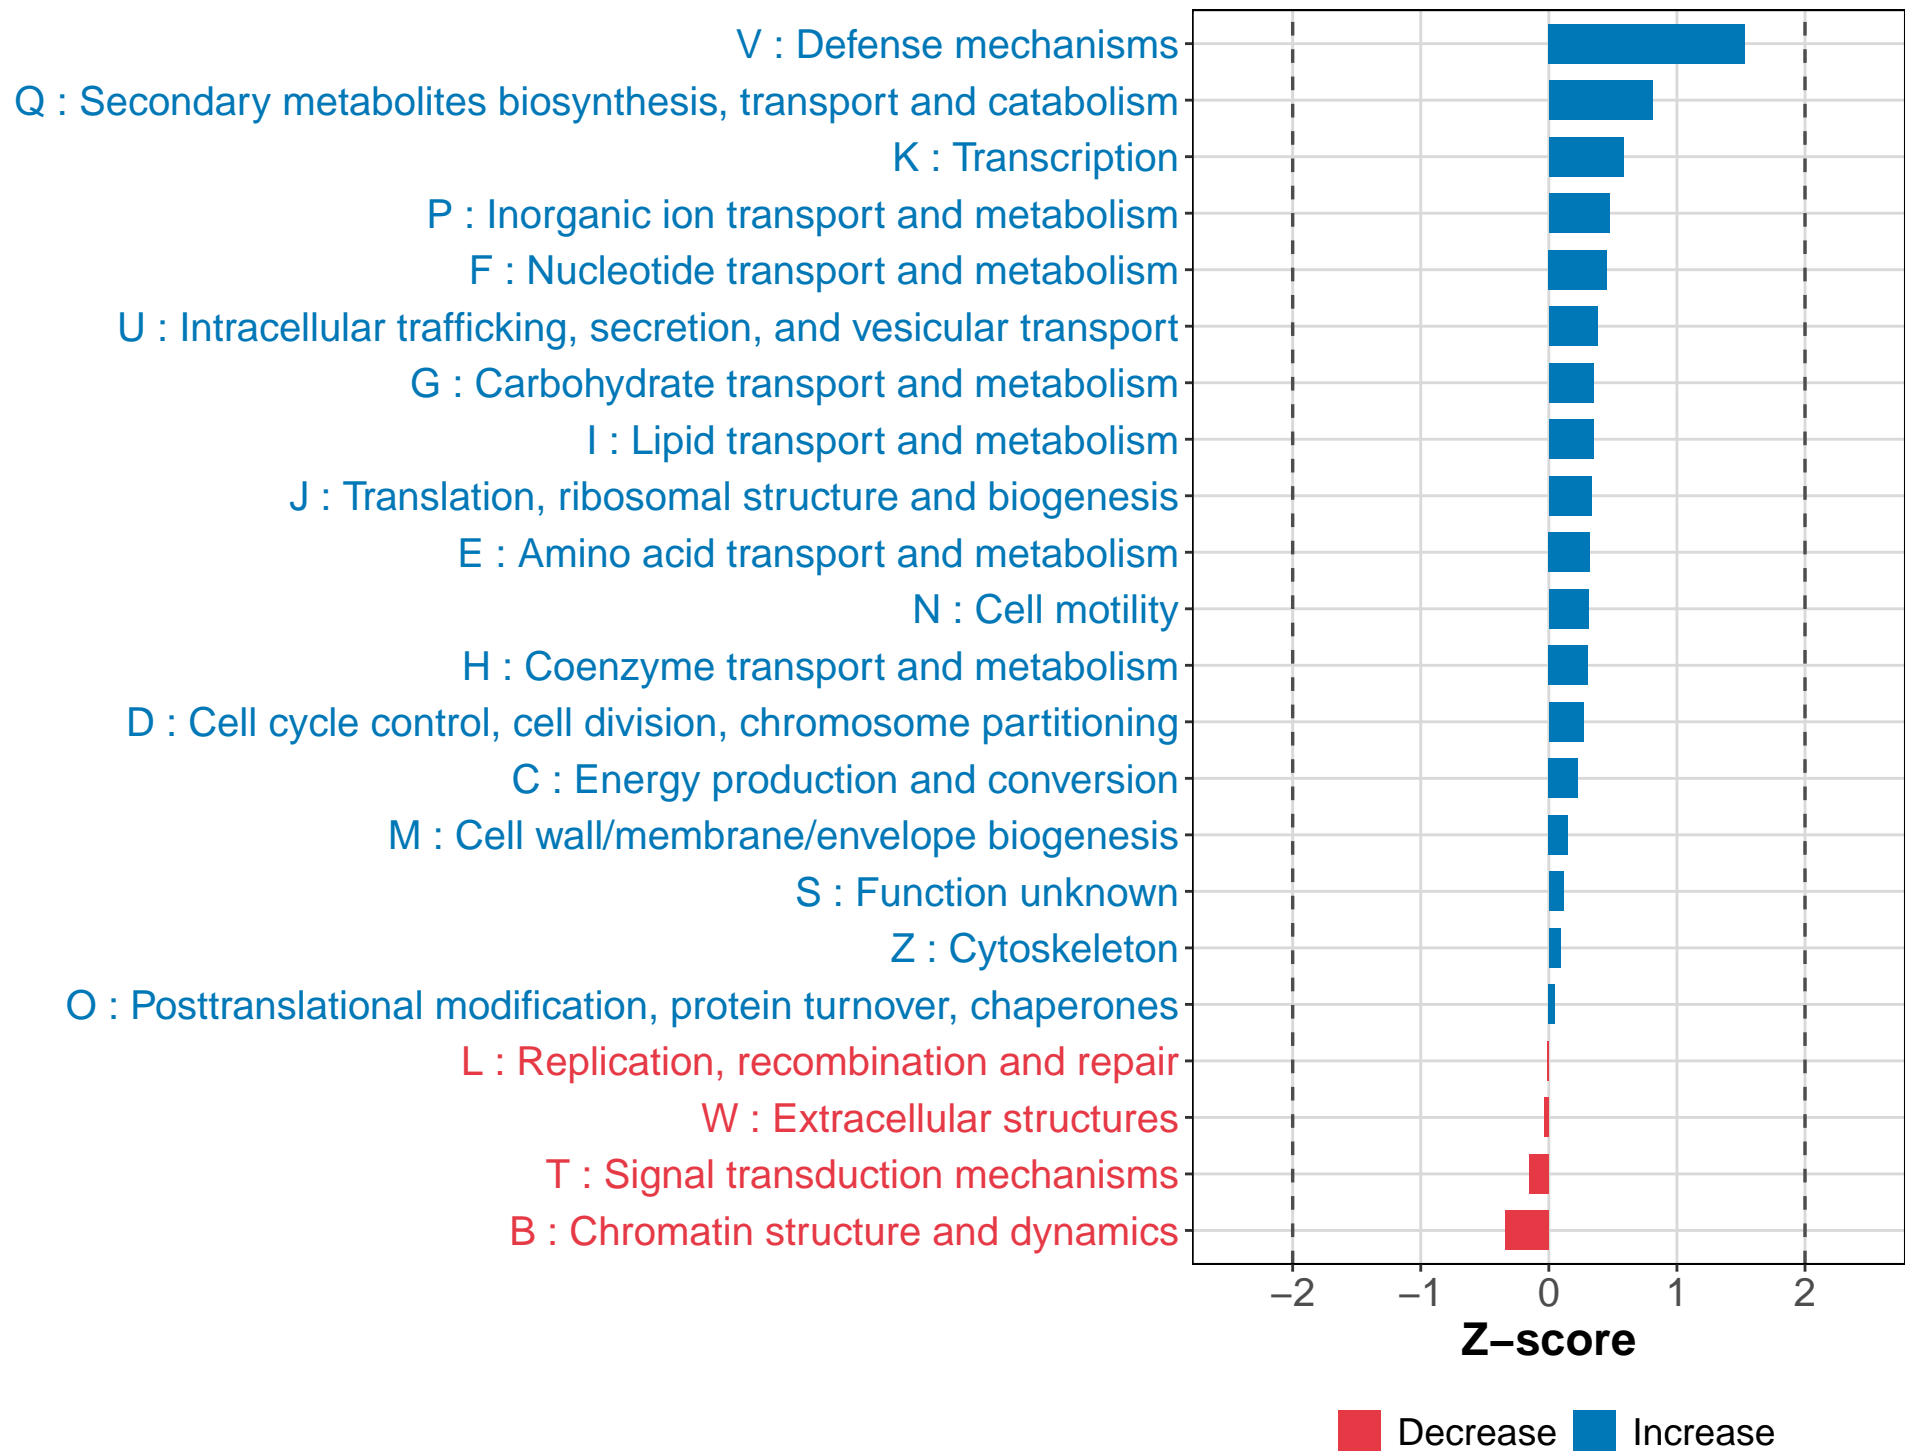 V : Defense mechanisms
Q : Secondary metabolites biosynthesis, transport and catabolism
K : Transcription
P : Inorganic ion transport and metabolism
F : Nucleotide transport and metabolism
U : Intracellular trafficking, secretion, and vesicular transport
G : Carbohydrate transport and metabolism
I : Lipid transport and metabolism
J : Translation, ribosomal structure and biogenesis
E : Amino acid transport and metabolism
N : Cell motility
H : Coenzyme transport and metabolism
D : Cell cycle control, cell division, chromosome partitioning
C : Energy production and conversion
M : Cell wall/membrane/envelope biogenesis
S : Function unknown
Z : Cytoskeleton
O : Posttranslational modification, protein turnover, chaperones
L : Replication, recombination and repair
W : Extracellular structures
T : Signal transduction mechanisms
B : Chromatin structure and dynamics
−2 −1 0 1 2
Z−score
Decrease Increase